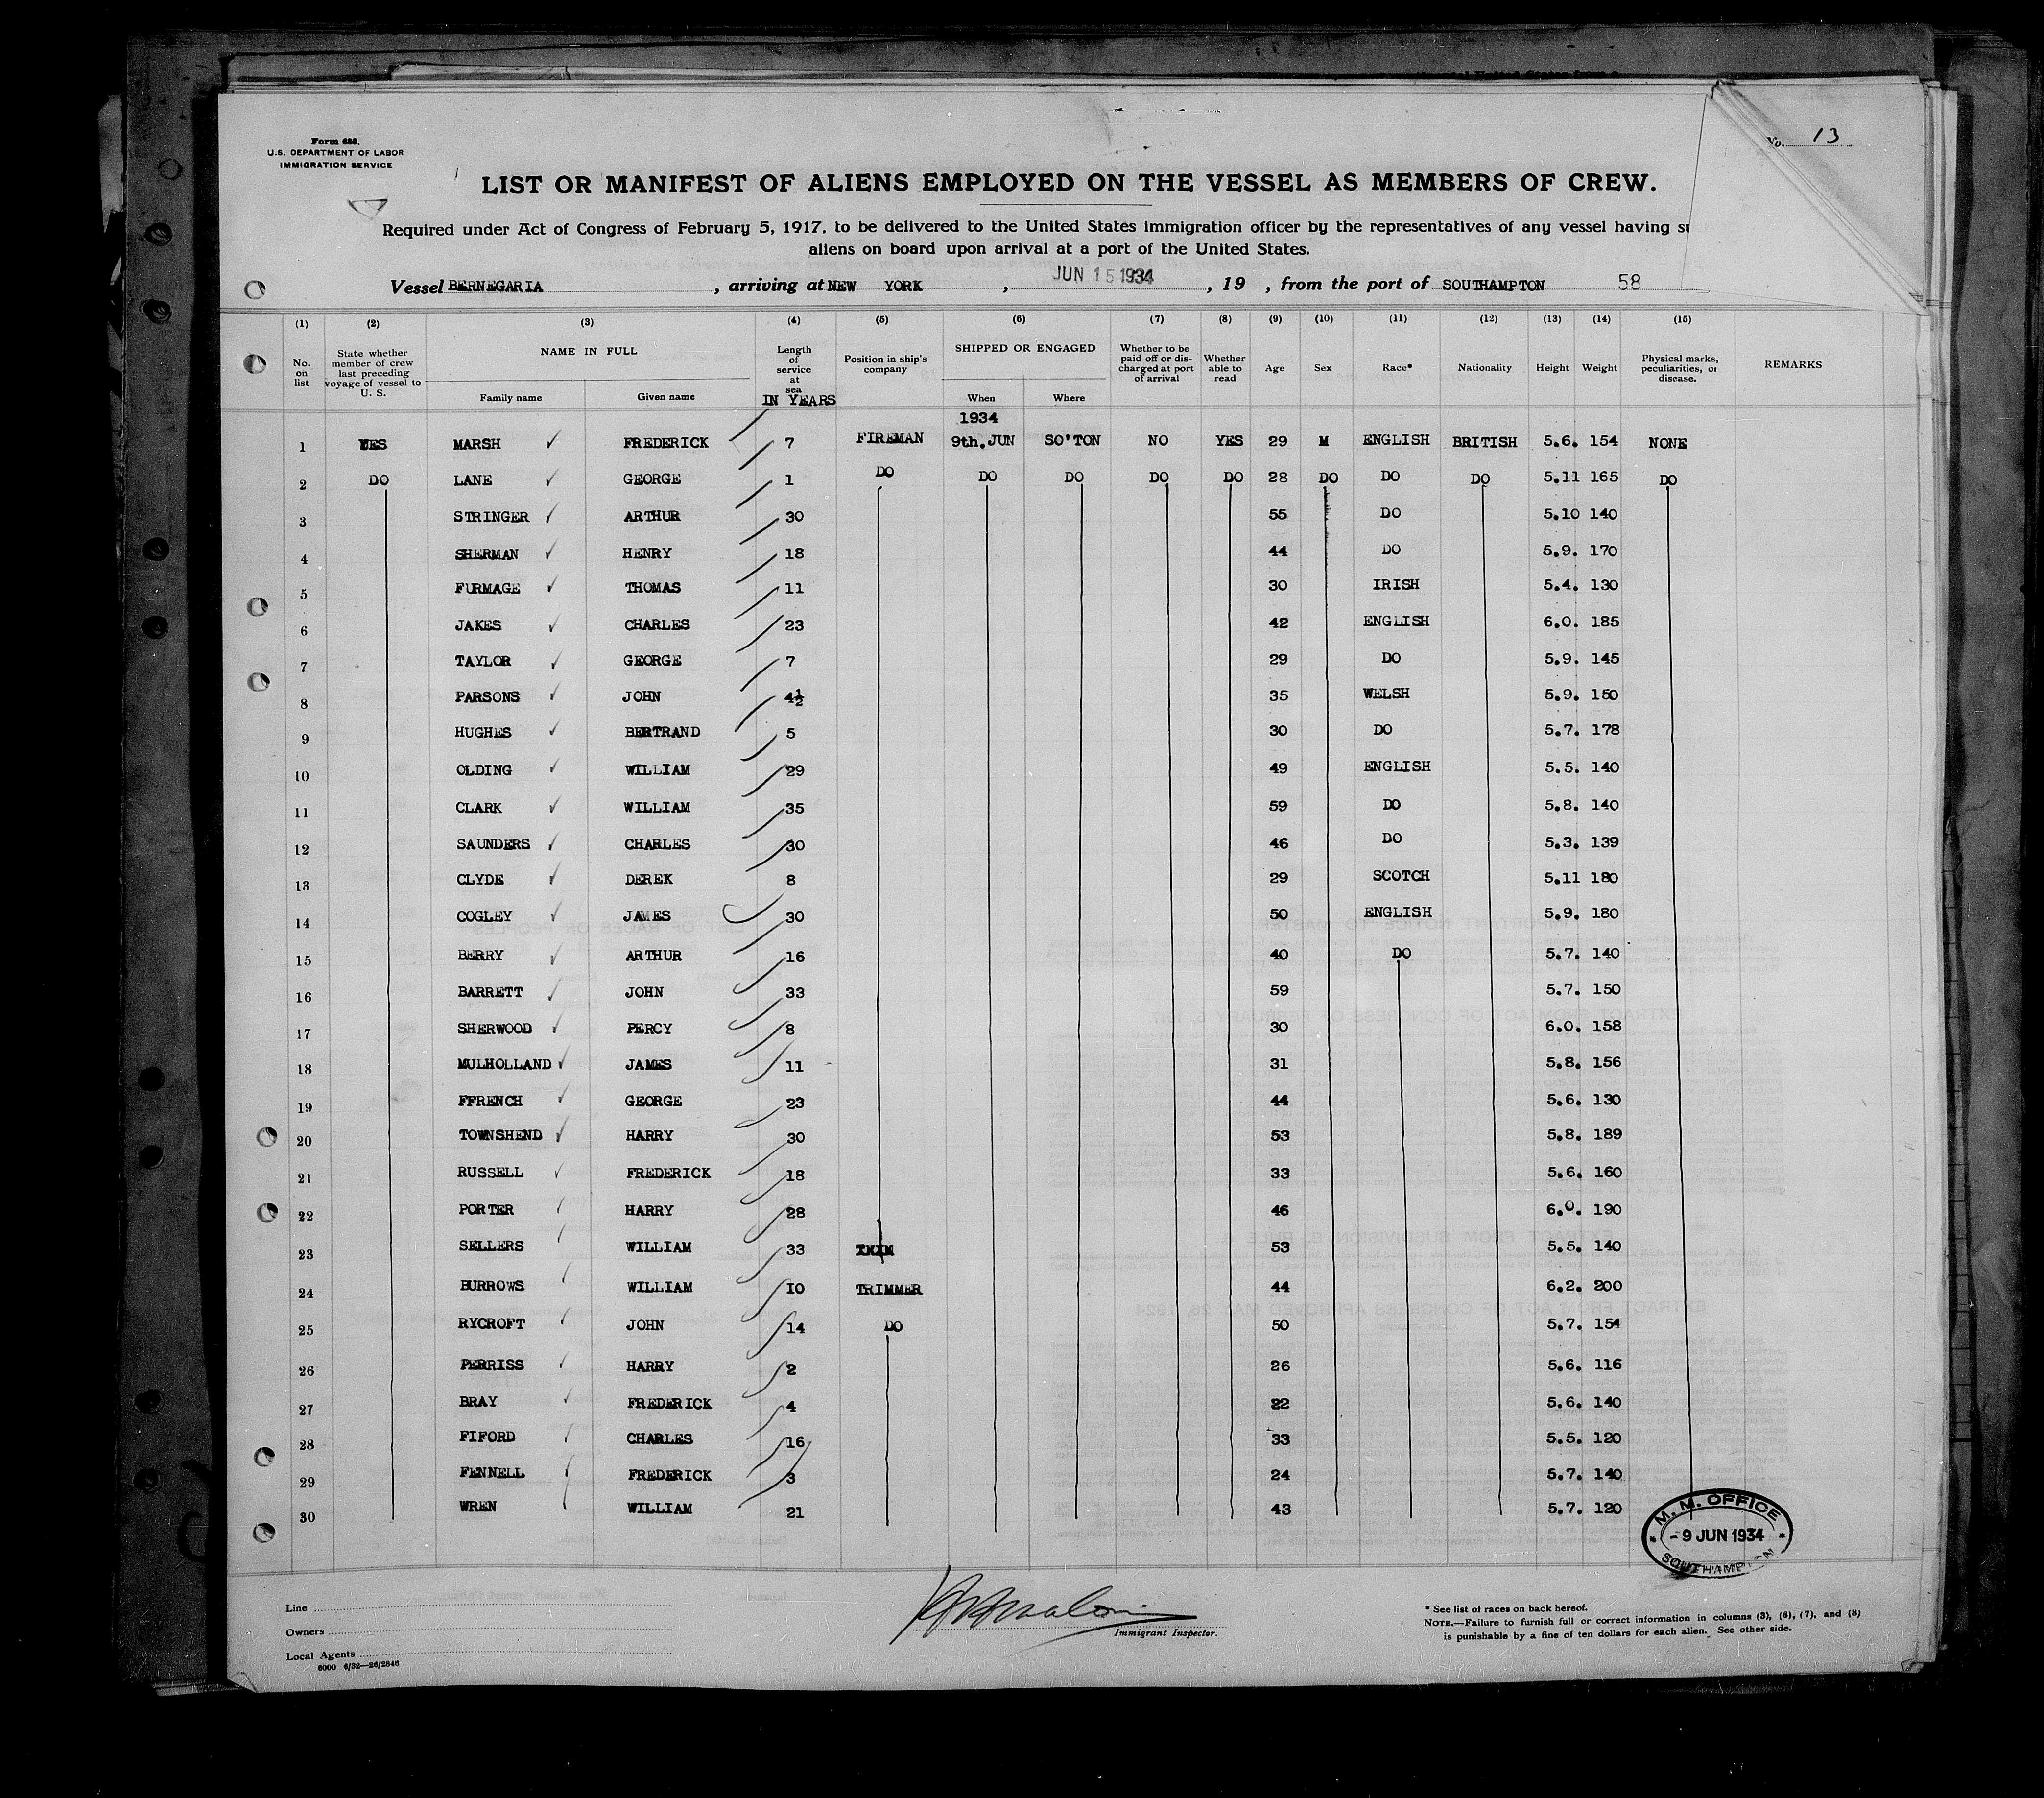 Form 686.
U.S. DEPARTMENT OF LABOR
IMMIGRATION SERVICE
No. 13
LIST OR MANIFEST OF ALIENS EMPLOYED ON THE VESSEL AS MEMBERS OF CREW.
Required under Act of Congress of February 5, 1917, to be delivered to the United States immigration officer by the representatives of any vessel having su
aliens on board upon arrival at a port of the United States.
Vessel BERNEGARIA , arriving at NEW YORK , JUN 15 1934 , 19 , from the port of SOUTHAMPTON 58
(1) (2) (3) (4) (5) (6) (7) (8) (9) (10) (11) (12) (13) (14) (15)
No. on list State whether member of crew last preceding voyage of vessel to U. S. NAME IN FULL Family name Given name Length of service at sea IN YEARS Position in ship's company SHIPPED OR ENGAGED When Where Whether to be paid off or discharged at port of arrival Whether able to read Age Sex Race* Nationality Height Weight Physical marks, peculiarities, or disease. REMARKS
1934
1 YES MARSH FREDERICK 7 FIREMAN 9th.JUN SO'TON NO YES 29 M ENGLISH BRITISH 5.6. 154 NONE
2 DO LANE GEORGE 1 DO DO DO DO DO 28 DO DO DO 5.11 165 DO
3 STRINGER ARTHUR 30 55 DO 5.10 140
4 SHERMAN HENRY 18 44 DO 5.9. 170
5 FURMAGE THOMAS 11 30 IRISH 5.4. 130
6 JAKES CHARLES 23 42 ENGLISH 6.0. 185
7 TAYLOR GEORGE 7 29 DO 5.9. 145
8 PARSONS JOHN 4½ 35 WELSH 5.9. 150
9 HUGHES BERTRAND 5 30 DO 5.7. 178
10 OLDING WILLIAM 29 49 ENGLISH 5.5. 140
11 CLARK WILLIAM 35 59 DO 5.8. 140
12 SAUNDERS CHARLES 30 46 DO 5.3. 139
13 CLYDE DEREK 8 29 SCOTCH 5.11 180
14 COGLEY JAMES 30 50 ENGLISH 5.9. 180
15 BERRY ARTHUR 16 40 DO 5.7. 140
16 BARRETT JOHN 33 59 5.7. 150
17 SHERWOOD PERCY 8 30 6.0. 158
18 MULHOLLAND JAMES 11 31 5.8. 156
19 FFRENCH GEORGE 23 44 5.6. 130
20 TOWNSHEND HARRY 30 53 5.8. 189
21 RUSSELL FREDERICK 18 33 5.6. 160
22 PORTER HARRY 28 46 6.0. 190
23 SELLERS WILLIAM 33 53 5.5. 140
24 BURROWS WILLIAM 10 TRIMMER 44 6.2. 200
25 RYCROFT JOHN 14 DO 50 5.7. 154
26 PERRISS HARRY 2 26 5.6. 116
27 BRAY FREDERICK 4 22 5.6. 140
28 FIFORD CHARLES 16 33 5.5. 120
29 FENNELL FREDERICK 3 24 5.7. 140
30 WREN WILLIAM 21 43 5.7. 120
M. M. OFFICE
- 9 JUN 1934
SOUTHAMPTON
Line
Owners
Local Agents
6000 6/32—26/2846
Immigrant Inspector.
* See list of races on back hereof.
NOTE.—Failure to furnish full or correct information in columns (3), (6), (7), and (8)
is punishable by a fine of ten dollars for each alien. See other side.